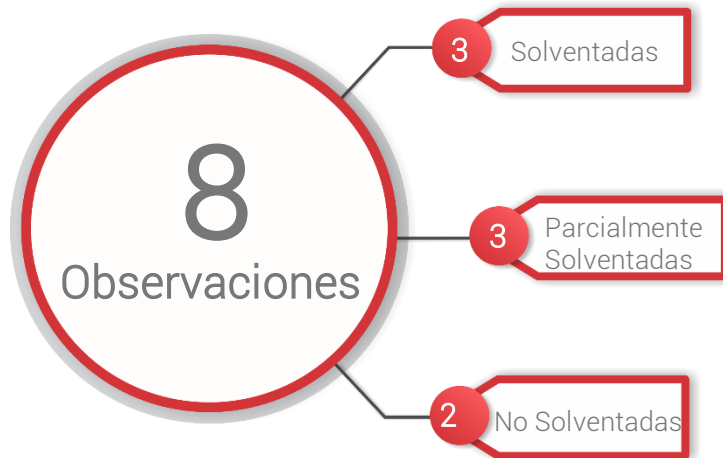 8
Observaciones
3
Solventadas
3
Parcialmente
Solventadas
2
No Solventadas